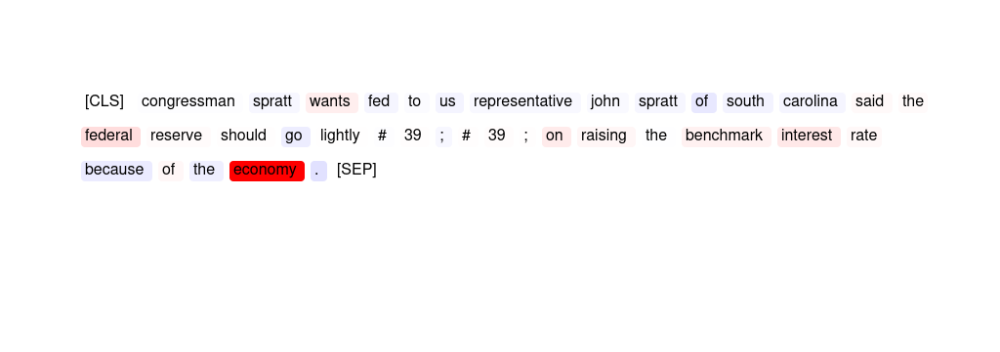 [CLS] congressman spratt wants fed to us representative john spratt of south carolina said the
federal reserve should go lightly # 39 ; # 39 ; on raising the benchmark interest rate
because of the economy . [SEP]